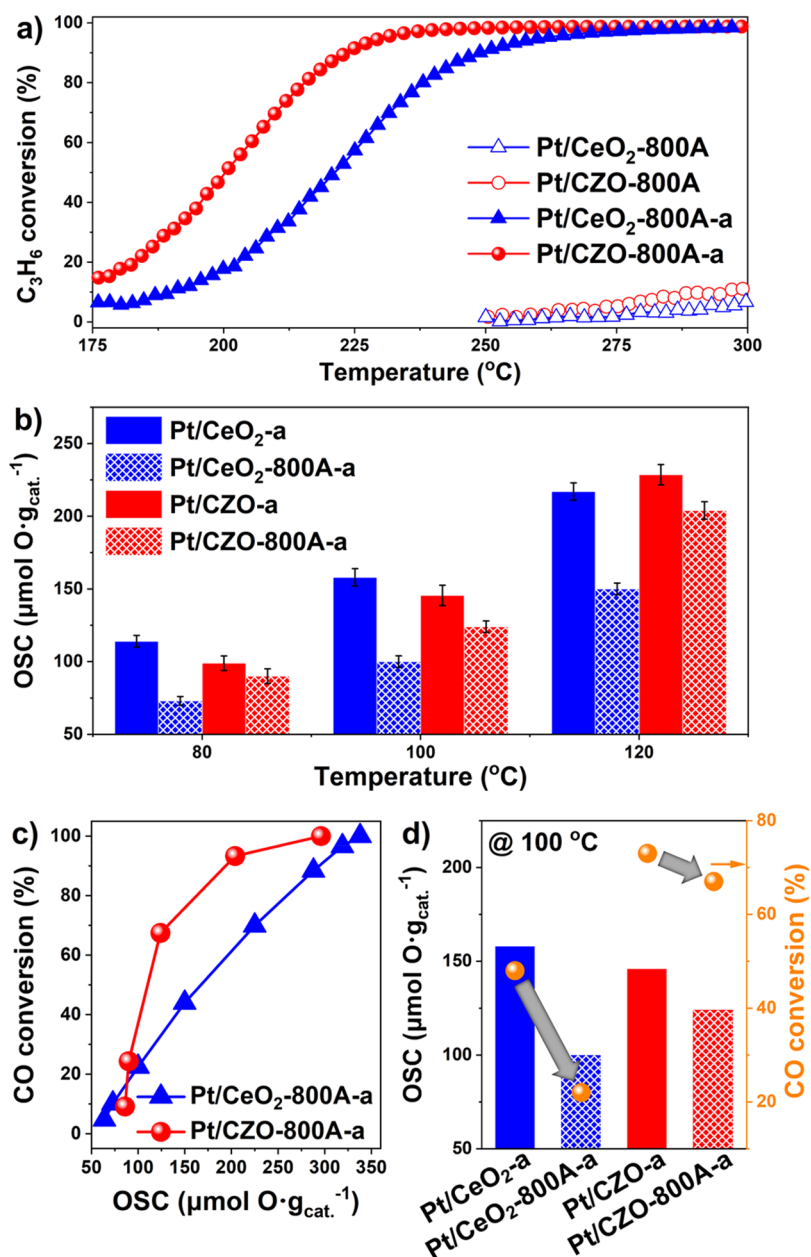 a)
100
80
60
40
20
0
C₃H₆ conversion (%)
Pt/CeO₂-800A
Pt/CZO-800A
Pt/CeO₂-800A-a
Pt/CZO-800A-a
175 200 225 250 275 300
Temperature (°C)
b)
250
200
150
100
50
OSC (μmol O·g_cat.⁻¹)
Pt/CeO₂-a
Pt/CeO₂-800A-a
Pt/CZO-a
Pt/CZO-800A-a
80 100 120
Temperature (°C)
c)
100
80
60
40
20
0
CO conversion (%)
Pt/CeO₂-800A-a
Pt/CZO-800A-a
50 100 150 200 250 300 350
OSC (μmol O·g_cat.⁻¹)
d)
@ 100 °C
200
150
100
50
OSC (μmol O·g_cat.⁻¹)
80
60
40
20
CO conversion (%)
Pt/CeO₂-a
Pt/CeO₂-800A-a
Pt/CZO-a
Pt/CZO-800A-a